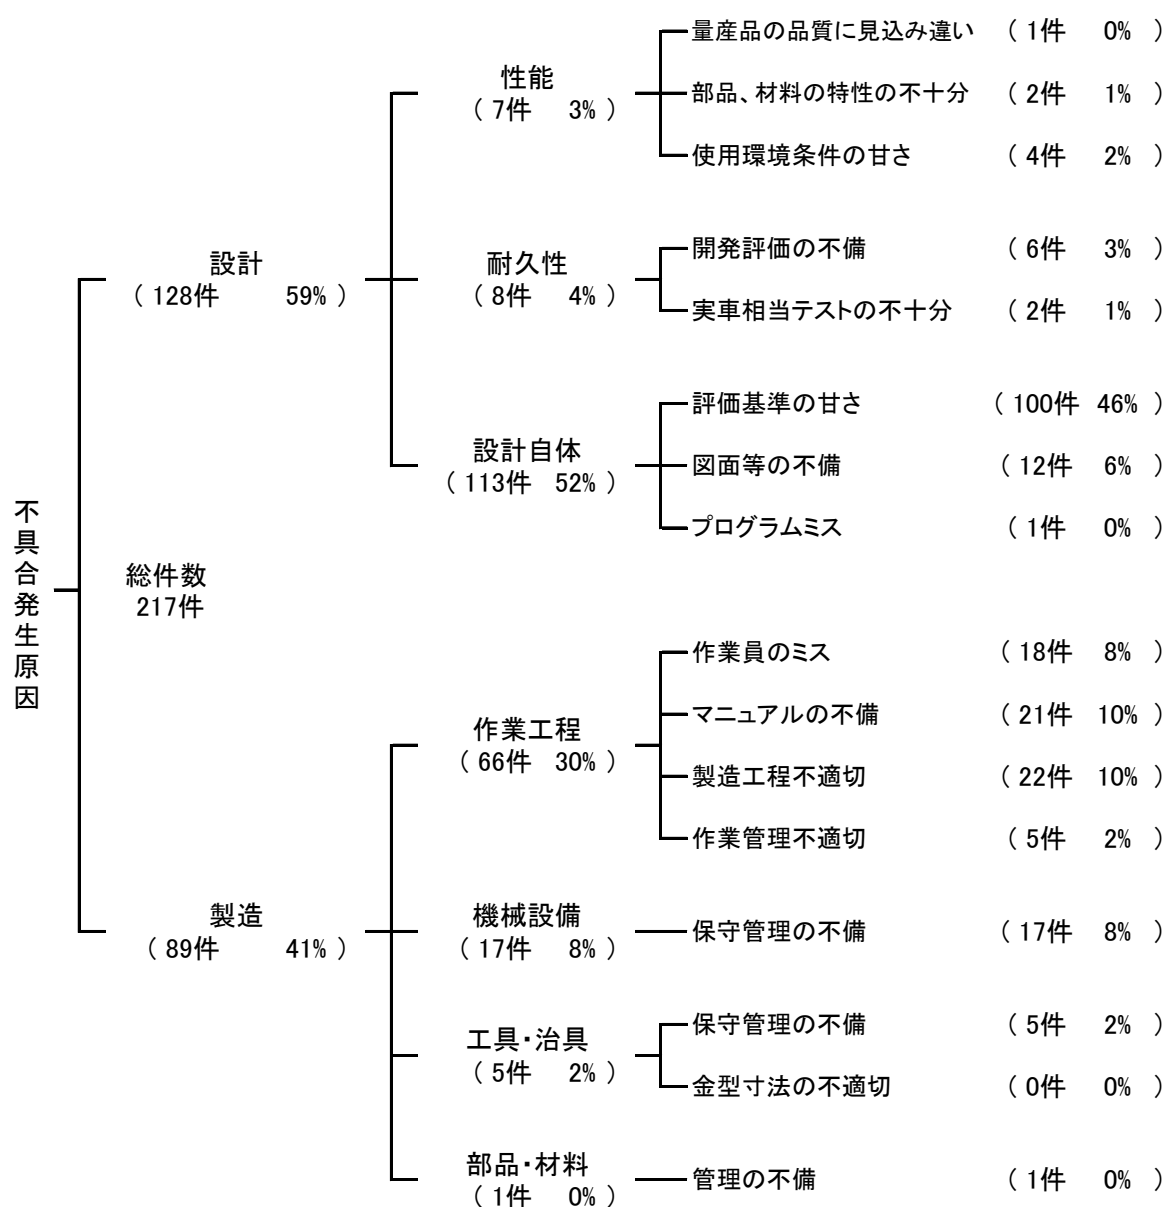 不具合発生原因
総件数
217件
設計
（ 128件 59% ）
性能
（ 7件 3% ）
量産品の品質に見込み違い （ 1件 0% ）
部品、材料の特性の不十分 （ 2件 1% ）
使用環境条件の甘さ （ 4件 2% ）
耐久性
（ 8件 4% ）
開発評価の不備 （ 6件 3% ）
実車相当テストの不十分 （ 2件 1% ）
設計自体
（ 113件 52% ）
評価基準の甘さ （ 100件 46% ）
図面等の不備 （ 12件 6% ）
プログラムミス （ 1件 0% ）
製造
（ 89件 41% ）
作業工程
（ 66件 30% ）
作業員のミス （ 18件 8% ）
マニュアルの不備 （ 21件 10% ）
製造工程不適切 （ 22件 10% ）
作業管理不適切 （ 5件 2% ）
機械設備
（ 17件 8% ）
保守管理の不備 （ 17件 8% ）
工具・治具
（ 5件 2% ）
保守管理の不備 （ 5件 2% ）
金型寸法の不適切 （ 0件 0% ）
部品・材料
（ 1件 0% ）
管理の不備 （ 1件 0% ）